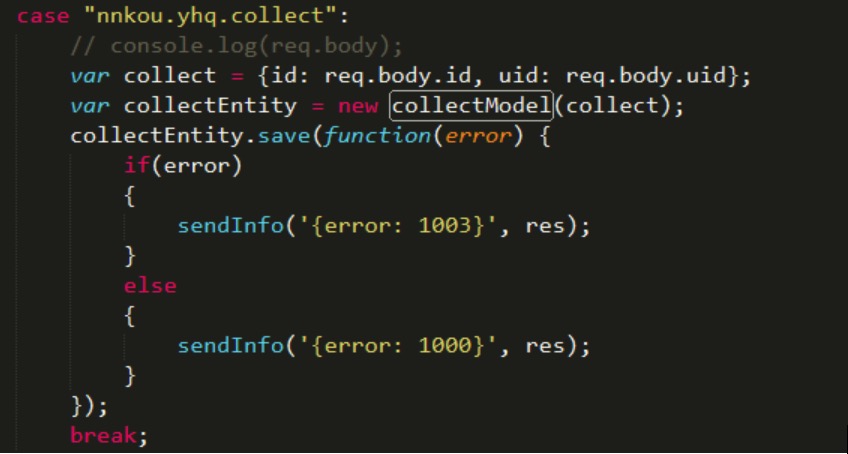 case "nnkou.yhq.collect":
// console.log(req.body);
var collect = {id: req.body.id, uid: req.body.uid};
var collectEntity = new collectModel(collect);
collectEntity.save(function(error) {
if(error)
{
sendInfo('{error: 1003}', res);
}
else
{
sendInfo('{error: 1000}', res);
}
});
break;